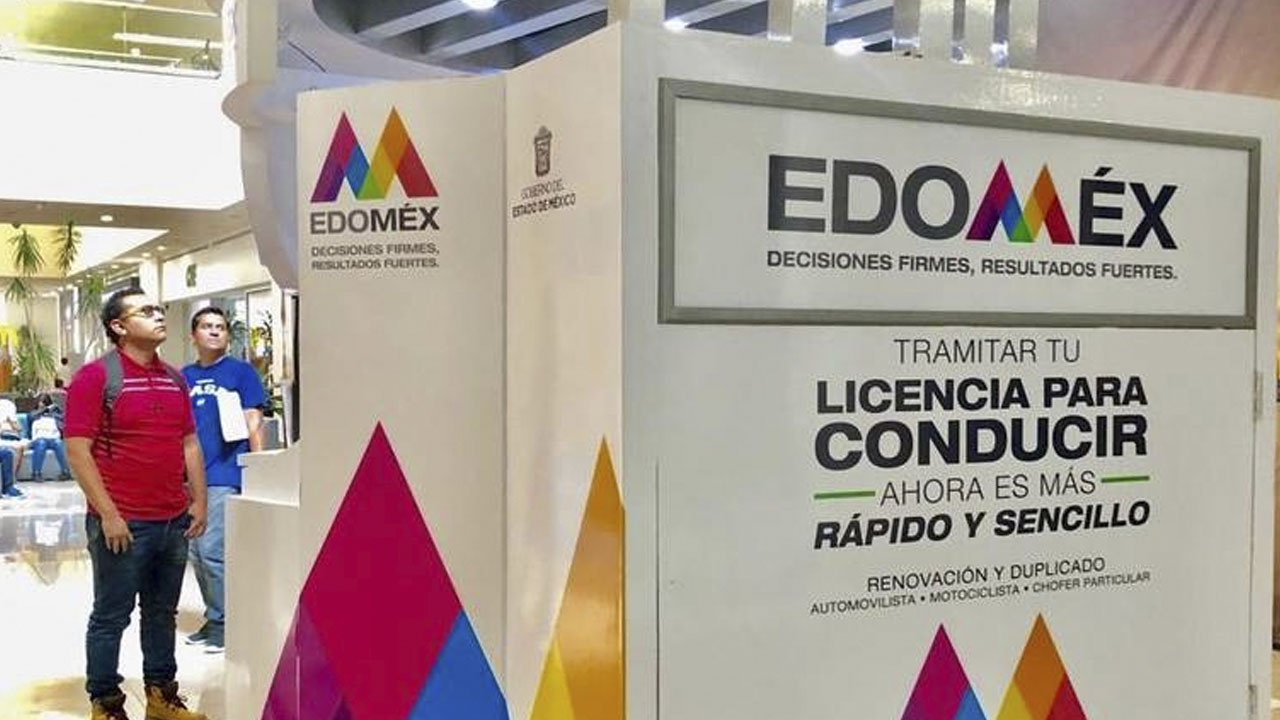 EDOMÉX
DECISIONES FIRMES,
RESULTADOS FUERTES.
GOBIERNO DEL
ESTADO DE MÉXICO
EDOMÉX
DECISIONES FIRMES, RESULTADOS FUERTES.
TRAMITAR TU
LICENCIA PARA
CONDUCIR
AHORA ES MÁS
RÁPIDO Y SENCILLO
RENOVACIÓN Y DUPLICADO
AUTOMOVILISTA • MOTOCICLISTA • CHOFER PARTICULAR